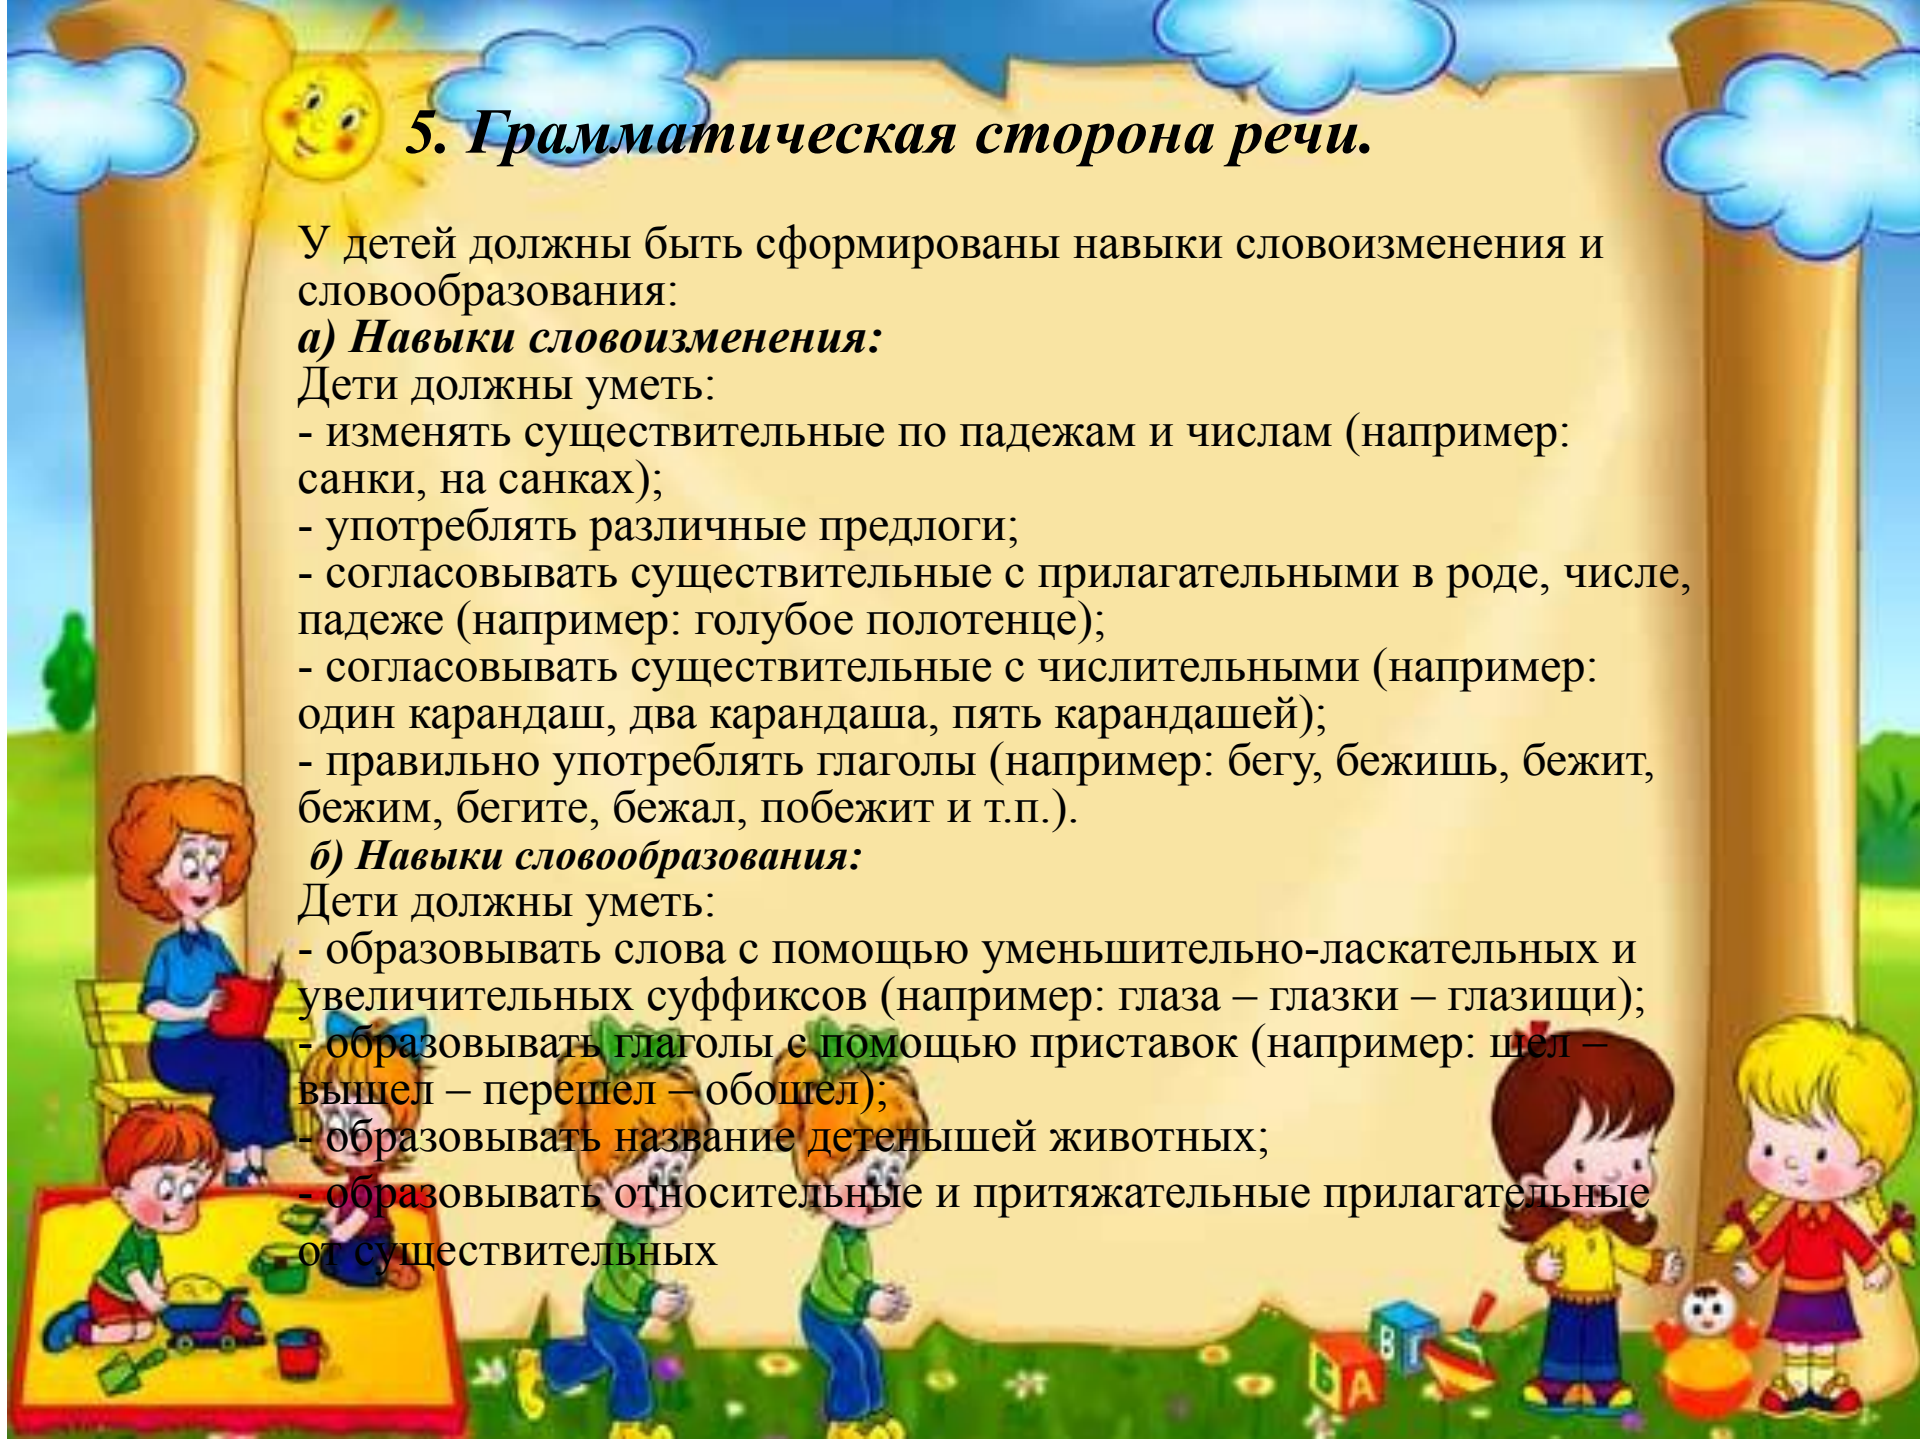 5. Грамматическая сторона речи.
У детей должны быть сформированы навыки словоизменения и
словообразования:
а) Навыки словоизменения:
Дети должны уметь:
- изменять существительные по падежам и числам (например:
санки, на санках);
- употреблять различные предлоги;
- согласовывать существительные с прилагательными в роде, числе,
падеже (например: голубое полотенце);
- согласовывать существительные с числительными (например:
один карандаш, два карандаша, пять карандашей);
- правильно употреблять глаголы (например: бегу, бежишь, бежит,
бежим, бегите, бежал, побежит и т.п.).
б) Навыки словообразования:
Дети должны уметь:
- образовывать слова с помощью уменьшительно-ласкательных и
увеличительных суффиксов (например: глаза – глазки – глазищи);
- образовывать глаголы с помощью приставок (например: шел –
вышел – перешел – обошел);
- образовывать название детенышей животных;
- образовывать относительные и притяжательные прилагательные
от существительных
Б А В Г